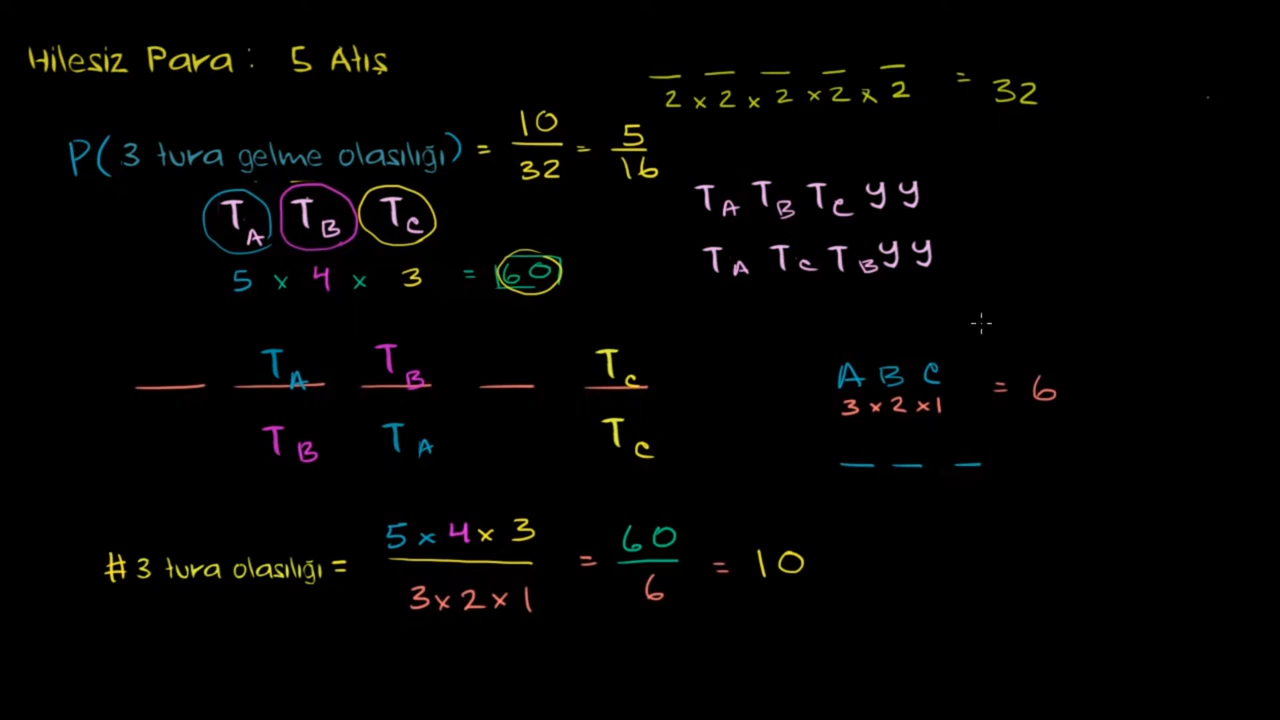 Hilesiz Para: 5 Atış
2 x 2 x 2 x 2 x 2 = 32
P(3 tura gelme olasılığı) = 10/32 = 5/16
T_A T_B T_C
5 x 4 x 3 = 60
T_A T_B T_C y y
T_A T_C T_B y y
T_A T_B T_C
T_B T_A T_C
A B C
3 x 2 x 1 = 6
#3 tura olasılığı = 5 x 4 x 3 / 3 x 2 x 1 = 60/6 = 10